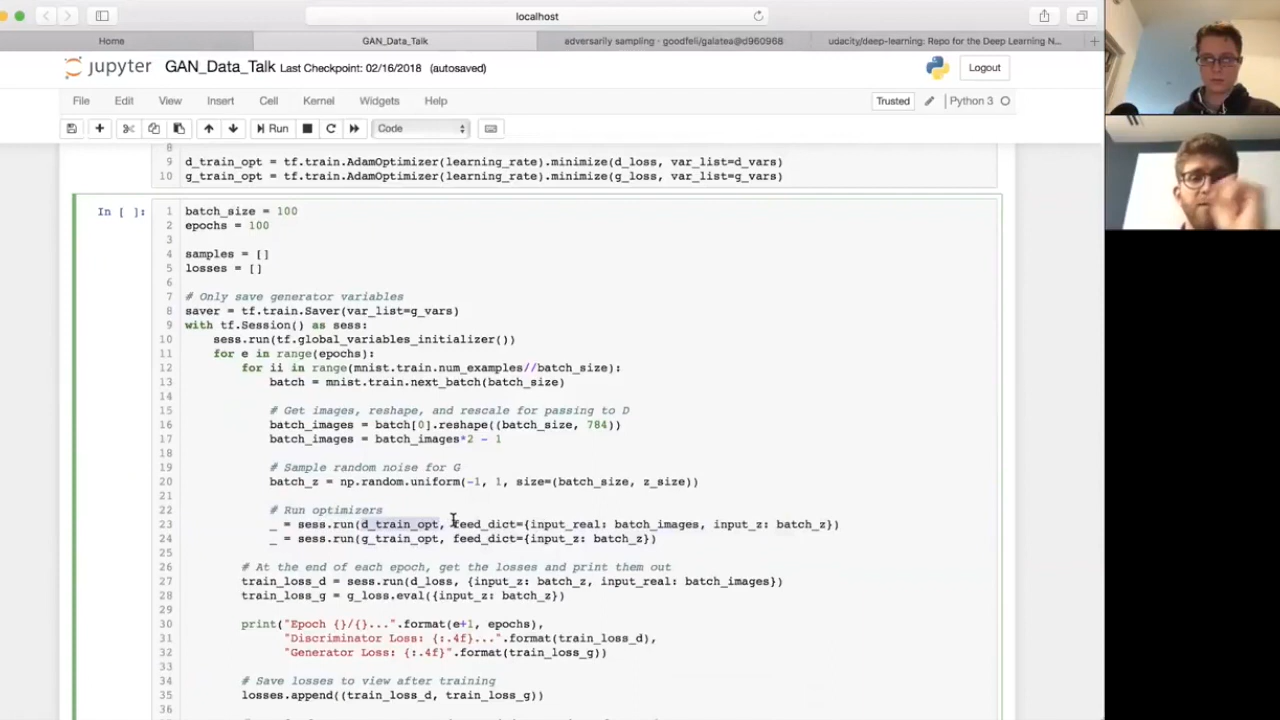 localhost
Home
GAN_Data_Talk
adversarily sampling · goodfeli/galatea@d960968
udacity/deep-learning: Repo for the Deep Learning N...
jupyter GAN_Data_Talk Last Checkpoint: 02/16/2018 (autosaved)
Logout
File Edit View Insert Cell Kernel Widgets Help
Trusted Python 3
Run Code
8
9 d_train_opt = tf.train.AdamOptimizer(learning_rate).minimize(d_loss, var_list=d_vars)
10 g_train_opt = tf.train.AdamOptimizer(learning_rate).minimize(g_loss, var_list=g_vars)
In [ ]:
1 batch_size = 100
2 epochs = 100
3
4 samples = []
5 losses = []
6
7 # Only save generator variables
8 saver = tf.train.Saver(var_list=g_vars)
9 with tf.Session() as sess:
10 sess.run(tf.global_variables_initializer())
11 for e in range(epochs):
12 for ii in range(mnist.train.num_examples//batch_size):
13 batch = mnist.train.next_batch(batch_size)
14
15 # Get images, reshape, and rescale for passing to D
16 batch_images = batch[0].reshape((batch_size, 784))
17 batch_images = batch_images*2 - 1
18
19 # Sample random noise for G
20 batch_z = np.random.uniform(-1, 1, size=(batch_size, z_size))
21
22 # Run optimizers
23 _ = sess.run(d_train_opt, feed_dict={input_real: batch_images, input_z: batch_z})
24 _ = sess.run(g_train_opt, feed_dict={input_z: batch_z})
25
26 # At the end of each epoch, get the losses and print them out
27 train_loss_d = sess.run(d_loss, {input_z: batch_z, input_real: batch_images})
28 train_loss_g = g_loss.eval({input_z: batch_z})
29
30 print("Epoch {}/{}...".format(e+1, epochs),
31 "Discriminator Loss: {:.4f}...".format(train_loss_d),
32 "Generator Loss: {:.4f}".format(train_loss_g))
33
34 # Save losses to view after training
35 losses.append((train_loss_d, train_loss_g))
36